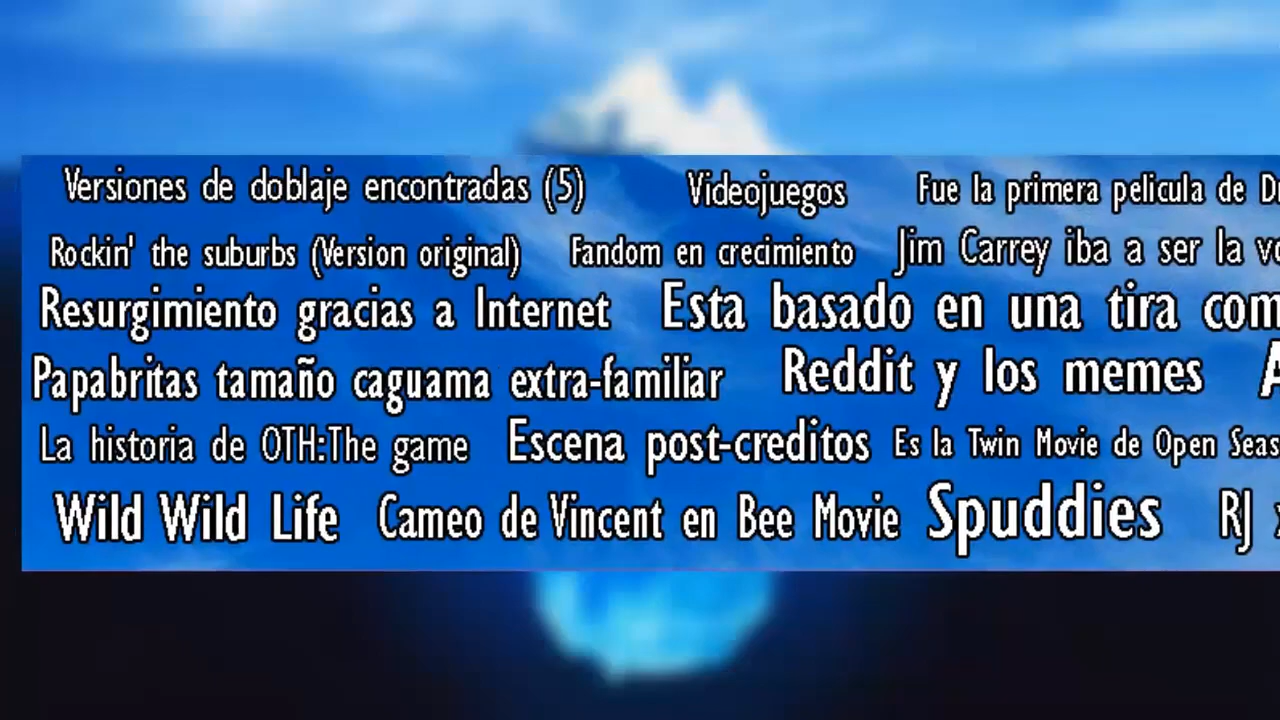 Versiones de doblaje encontradas (5) Videojuegos Fue la primera pelicula de
Rockin' the suburbs (Version original) Fandom en crecimiento Jim Carrey iba a ser la
Resurgimiento gracias a Internet Esta basado en una tira
Papabritas tamaño caguama extra-familiar Reddit y los memes
La historia de OTH:The game Escena post-creditos Es la Twin Movie de Open
Wild Wild Life Cameo de Vincent en Bee Movie Spuddies RJ